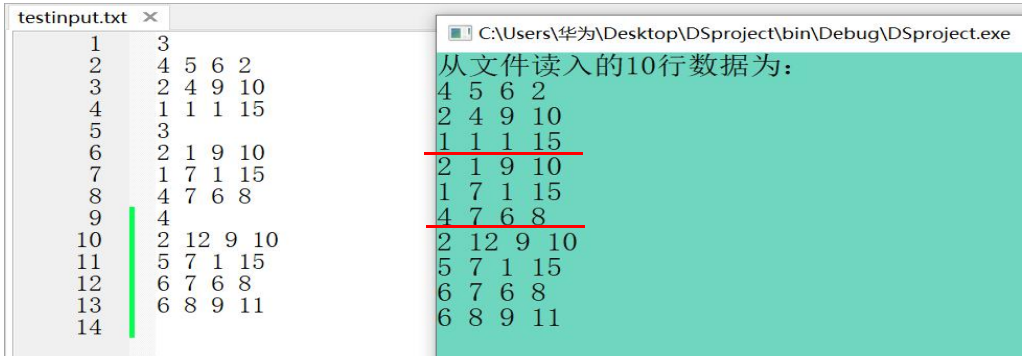 testinput.txt ×
1 3
2 4 5 6 2
3 2 4 9 10
4 1 1 1 15
5 3
6 2 1 9 10
7 1 7 1 15
8 4 7 6 8
9 4
10 2 12 9 10
11 5 7 1 15
12 6 7 6 8
13 6 8 9 11
14
C:\Users\华为\Desktop\DSproject\bin\Debug\DSproject.exe
从文件读入的10行数据为:
4 5 6 2
2 4 9 10
1 1 1 15
2 1 9 10
1 7 1 15
4 7 6 8
2 12 9 10
5 7 1 15
6 7 6 8
6 8 9 11